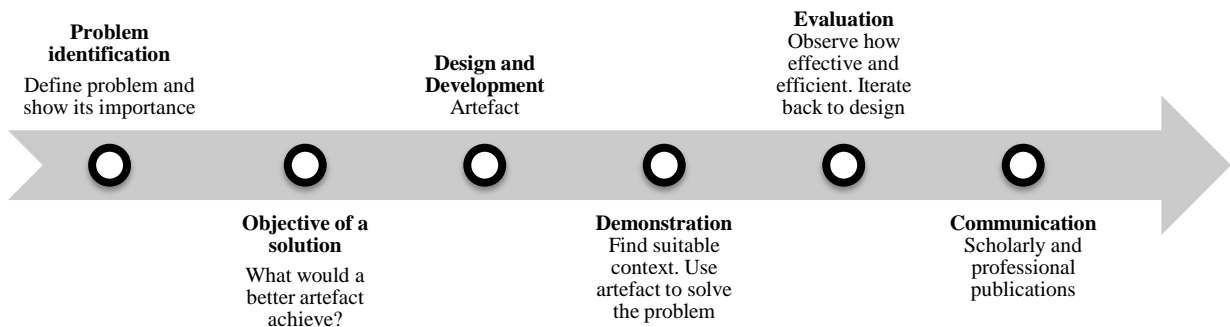 Problem
identification
Define problem and
show its importance
Objective of a
solution
What would a
better artefact
achieve?
Design and
Development
Artefact
Demonstration
Find suitable
context. Use
artefact to solve
the problem
Evaluation
Observe how
effective and
efficient. Iterate
back to design
Communication
Scholarly and
professional
publications